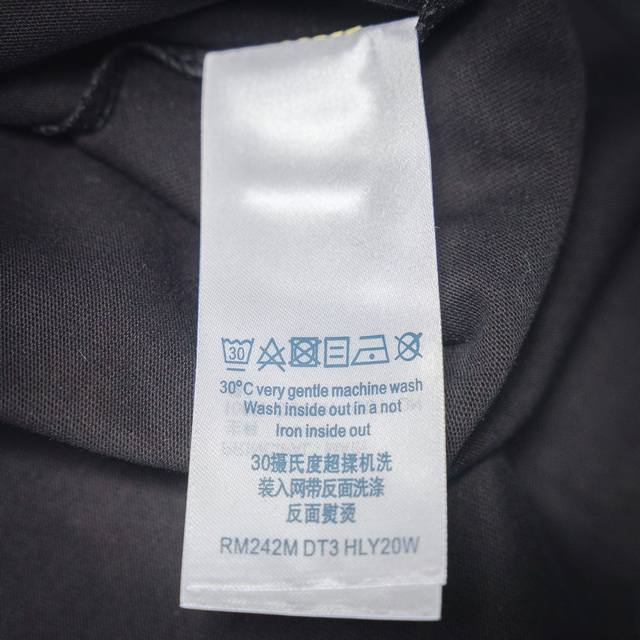 30
30°C very gentle machine wash
Wash inside out in a not
Iron inside out
30摄氏度超揉机洗
装入网带反面洗涤
反面熨烫
RM242M DT3 HLY20W